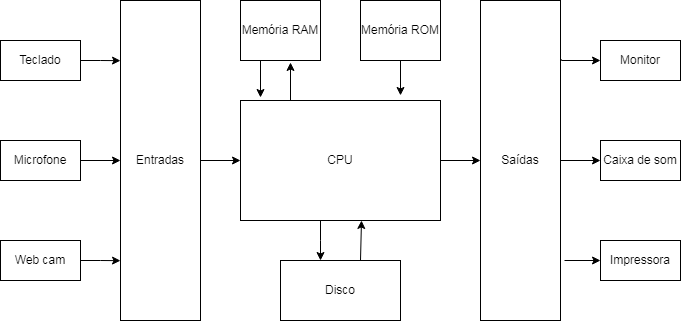 Memória RAM
Memória ROM
Teclado
Monitor
Microfone
Entradas
CPU
Saídas
Caixa de som
Web cam
Impressora
Disco